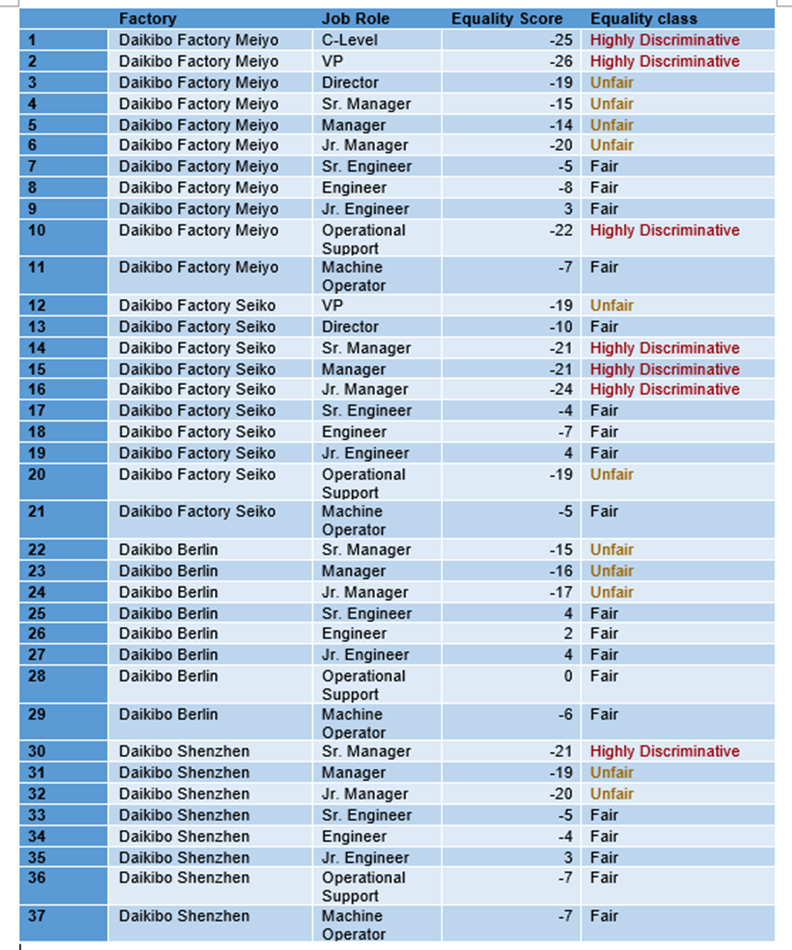 Factory Job Role Equality Score Equality class
1 Daikibo Factory Meiyo C-Level -25 Highly Discriminative
2 Daikibo Factory Meiyo VP -26 Highly Discriminative
3 Daikibo Factory Meiyo Director -19 Unfair
4 Daikibo Factory Meiyo Sr. Manager -15 Unfair
5 Daikibo Factory Meiyo Manager -14 Unfair
6 Daikibo Factory Meiyo Jr. Manager -20 Unfair
7 Daikibo Factory Meiyo Sr. Engineer -5 Fair
8 Daikibo Factory Meiyo Engineer -8 Fair
9 Daikibo Factory Meiyo Jr. Engineer 3 Fair
10 Daikibo Factory Meiyo Operational -22 Highly Discriminative
Support
11 Daikibo Factory Meiyo Machine -7 Fair
Operator
12 Daikibo Factory Seiko VP -19 Unfair
13 Daikibo Factory Seiko Director -10 Fair
14 Daikibo Factory Seiko Sr. Manager -21 Highly Discriminative
15 Daikibo Factory Seiko Manager -21 Highly Discriminative
16 Daikibo Factory Seiko Jr. Manager -24 Highly Discriminative
17 Daikibo Factory Seiko Sr. Engineer -4 Fair
18 Daikibo Factory Seiko Engineer -7 Fair
19 Daikibo Factory Seiko Jr. Engineer 4 Fair
20 Daikibo Factory Seiko Operational -19 Unfair
Support
21 Daikibo Factory Seiko Machine -5 Fair
Operator
22 Daikibo Berlin Sr. Manager -15 Unfair
23 Daikibo Berlin Manager -16 Unfair
24 Daikibo Berlin Jr. Manager -17 Unfair
25 Daikibo Berlin Sr. Engineer 4 Fair
26 Daikibo Berlin Engineer 2 Fair
27 Daikibo Berlin Jr. Engineer 4 Fair
28 Daikibo Berlin Operational 0 Fair
Support
29 Daikibo Berlin Machine -6 Fair
Operator
30 Daikibo Shenzhen Sr. Manager -21 Highly Discriminative
31 Daikibo Shenzhen Manager -19 Unfair
32 Daikibo Shenzhen Jr. Manager -20 Unfair
33 Daikibo Shenzhen Sr. Engineer -5 Fair
34 Daikibo Shenzhen Engineer -4 Fair
35 Daikibo Shenzhen Jr. Engineer 3 Fair
36 Daikibo Shenzhen Operational -7 Fair
Support
37 Daikibo Shenzhen Machine -7 Fair
Operator